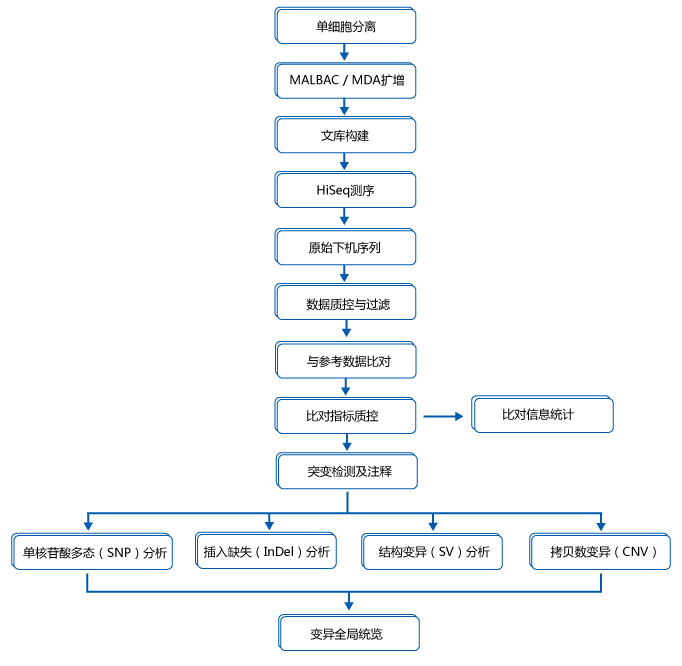 单细胞分离
MALBAC / MDA扩增
文库构建
HiSeq测序
原始下机序列
数据质控与过滤
与参考数据比对
比对指标质控
比对信息统计
突变检测及注释
单核苷酸多态（SNP）分析
插入缺失（InDel）分析
结构变异（SV）分析
拷贝数变异（CNV）
变异全局统览